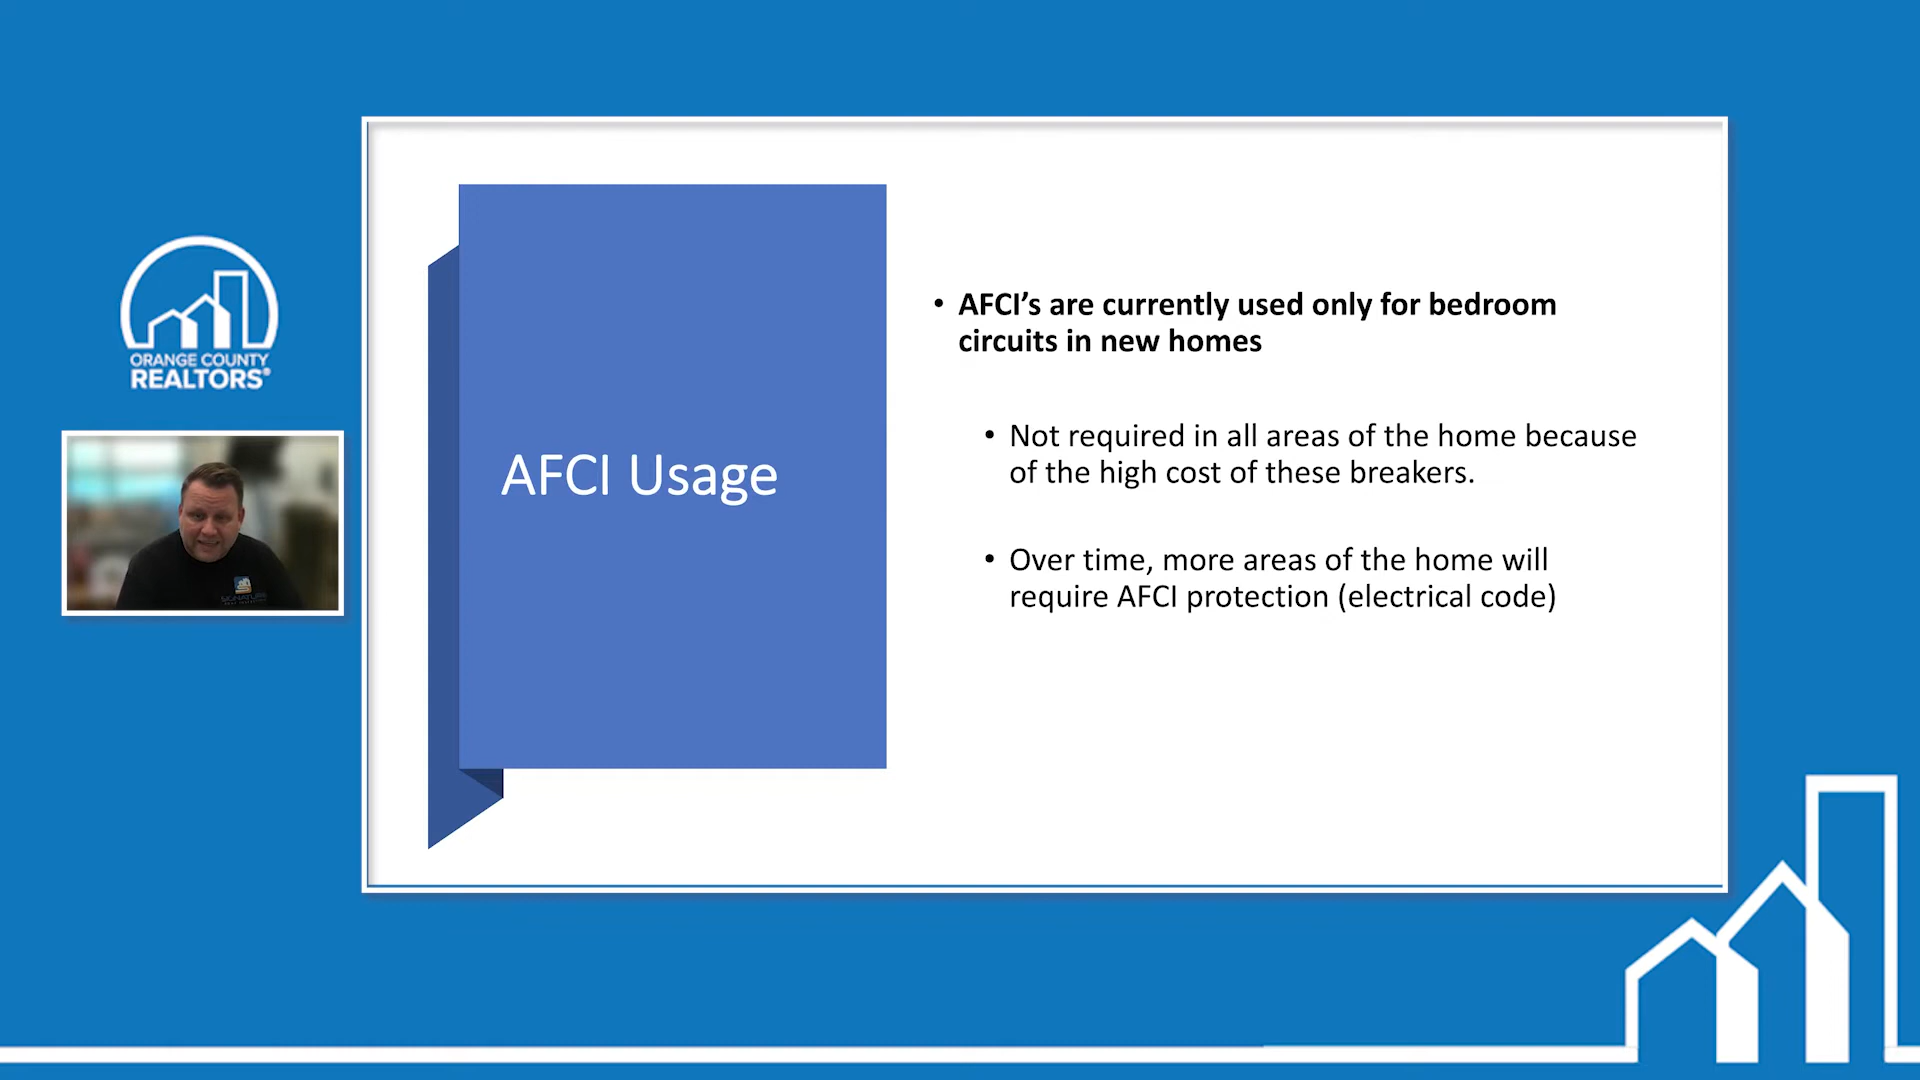 ORANGE COUNTY
REALTORS®
AFCI Usage
• AFCI’s are currently used only for bedroom
circuits in new homes
• Not required in all areas of the home because
of the high cost of these breakers.
• Over time, more areas of the home will
require AFCI protection (electrical code)
SIGNATURE